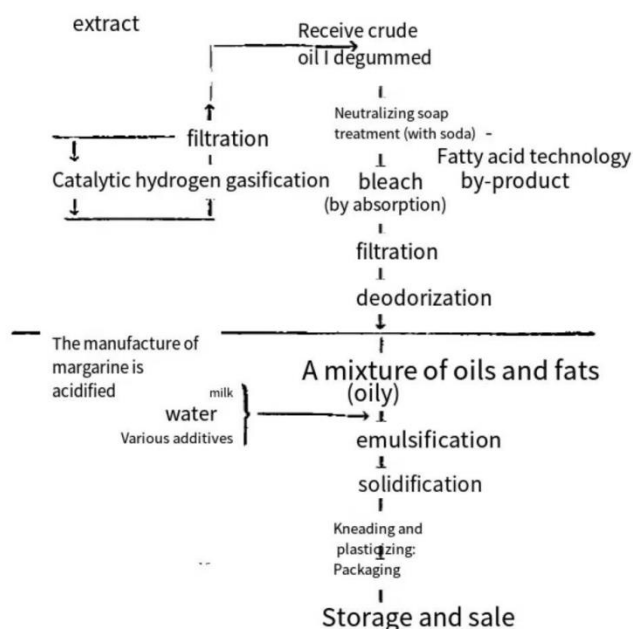 extract
Receive crude
oil I degummed
Neutralizing soap
treatment (with soda) -
filtration
Fatty acid technology
by-product
Catalytic hydrogen gasification
bleach
(by absorption)
filtration
deodorization
The manufacture of
margarine is
acidified
A mixture of oils and fats
(oily)
milk
water
Various additives
emulsification
solidification
Kneading and
plasticizing:
Packaging
Storage and sale